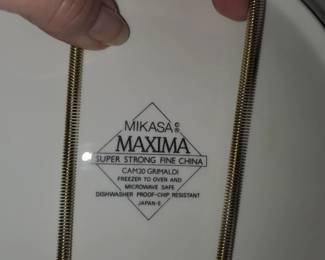 MIKASA ©®
MAXIMA
SUPER STRONG FINE CHINA
CAM20 GRIMALDI
FREEZER TO OVEN AND
MICROWAVE SAFE
DISHWASHER PROOF-CHIP RESISTANT
JAPAN-E